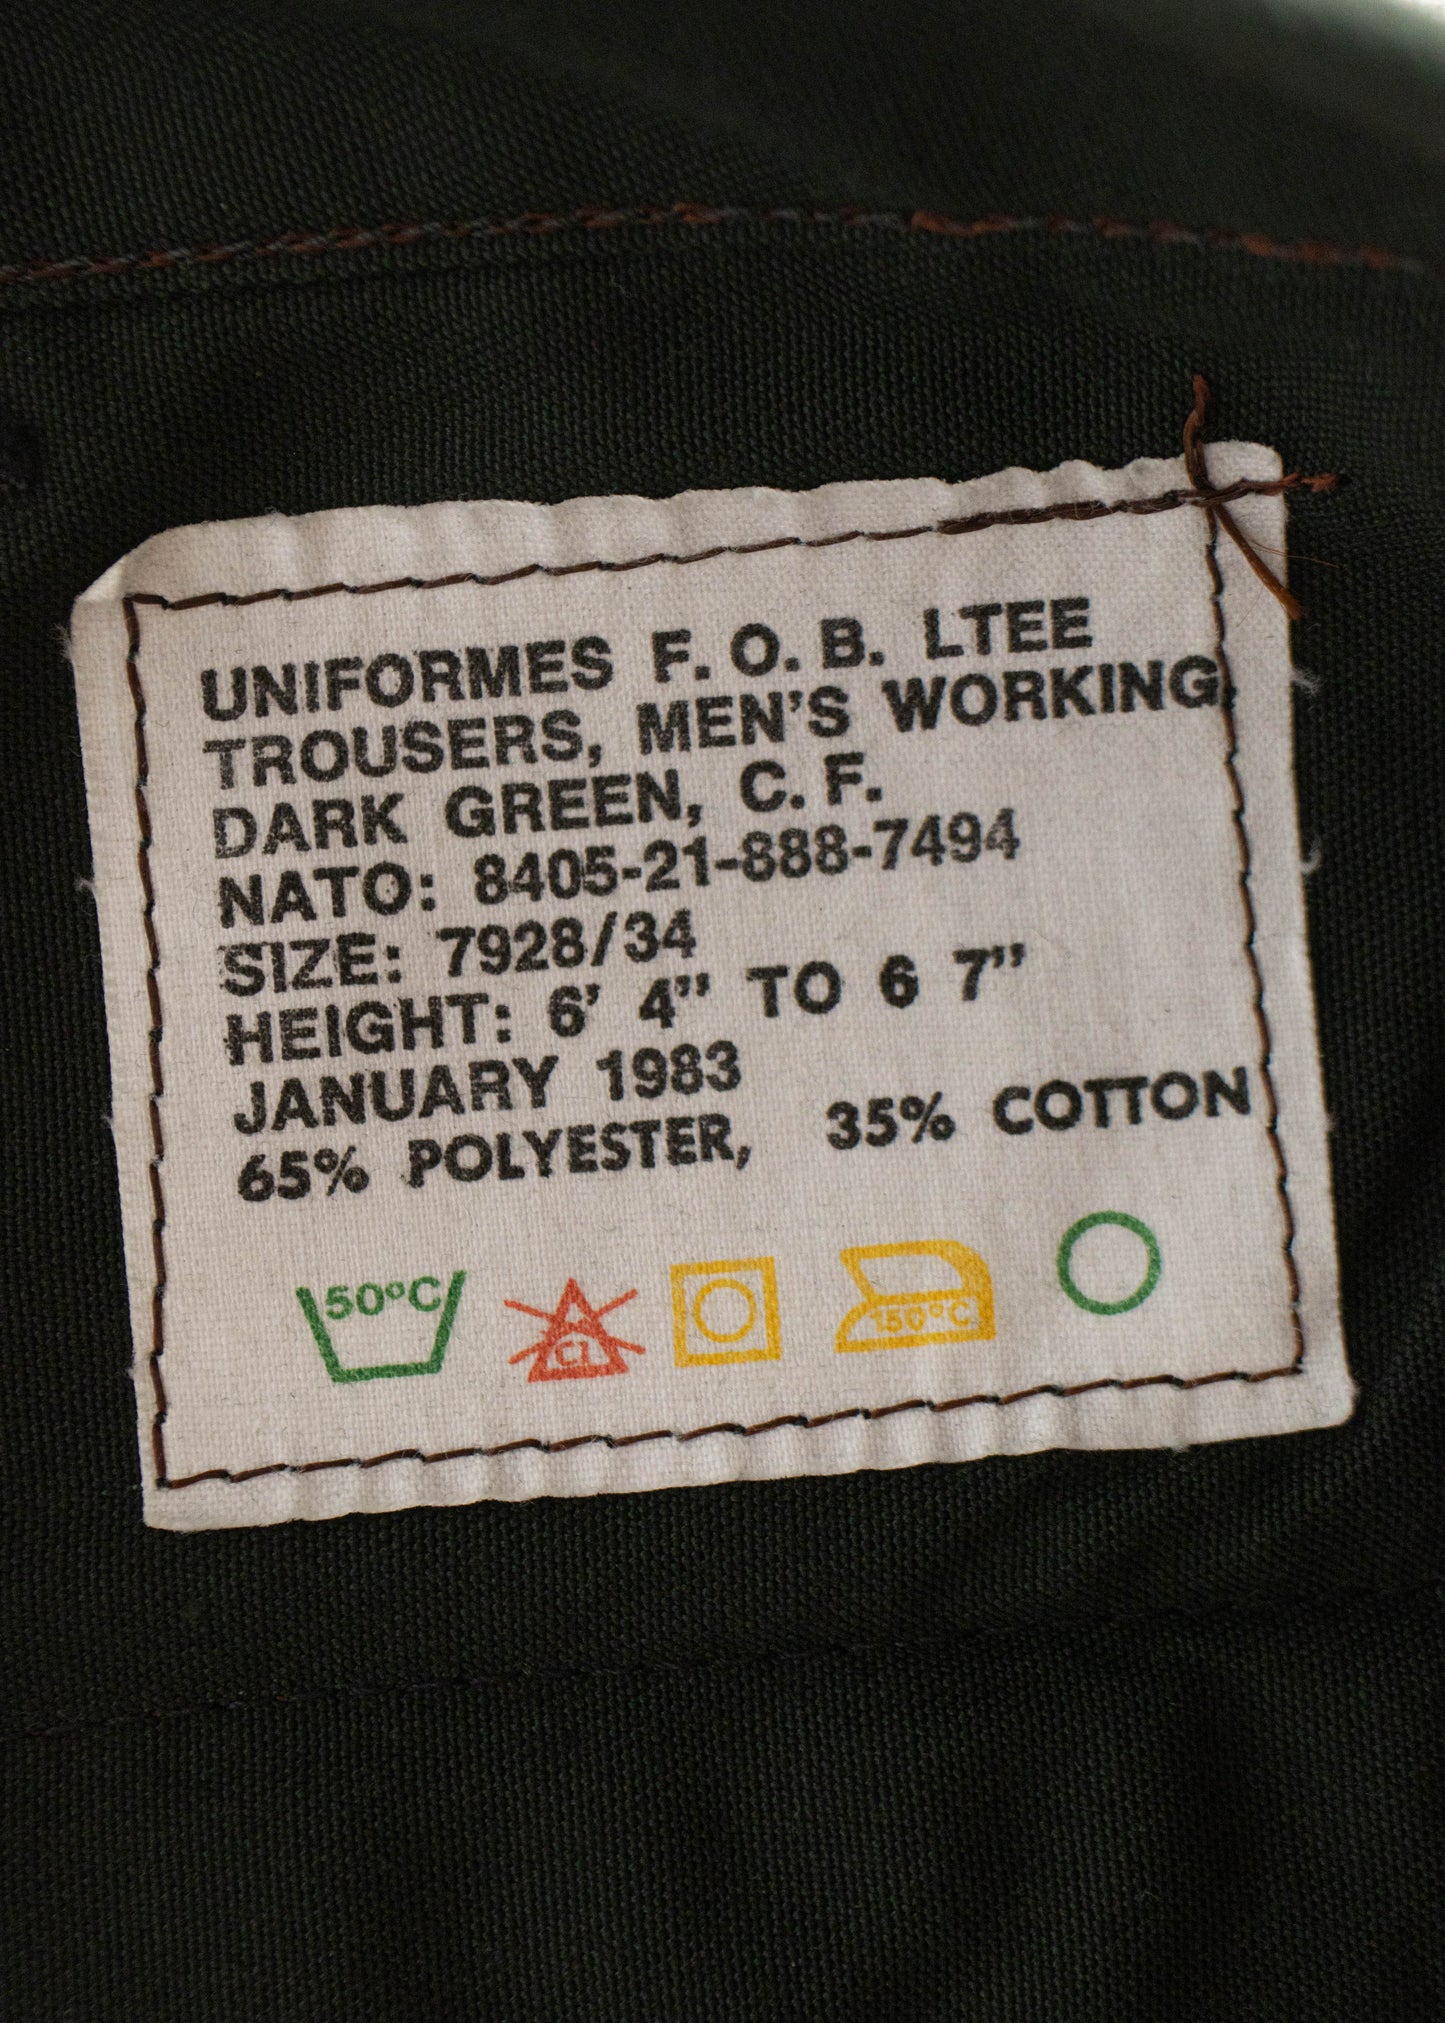 UNIFORMES F. O. B. LTEE
TROUSERS, MEN'S WORKING,
DARK GREEN, C. F.
NATO: 8405-21-888-7494
SIZE: 7928/34
HEIGHT: 6' 4” TO 6 7”
JANUARY 1983
65% POLYESTER, 35% COTTON
50°C Cl 150°C